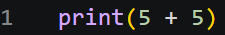 1 print(5 + 5)